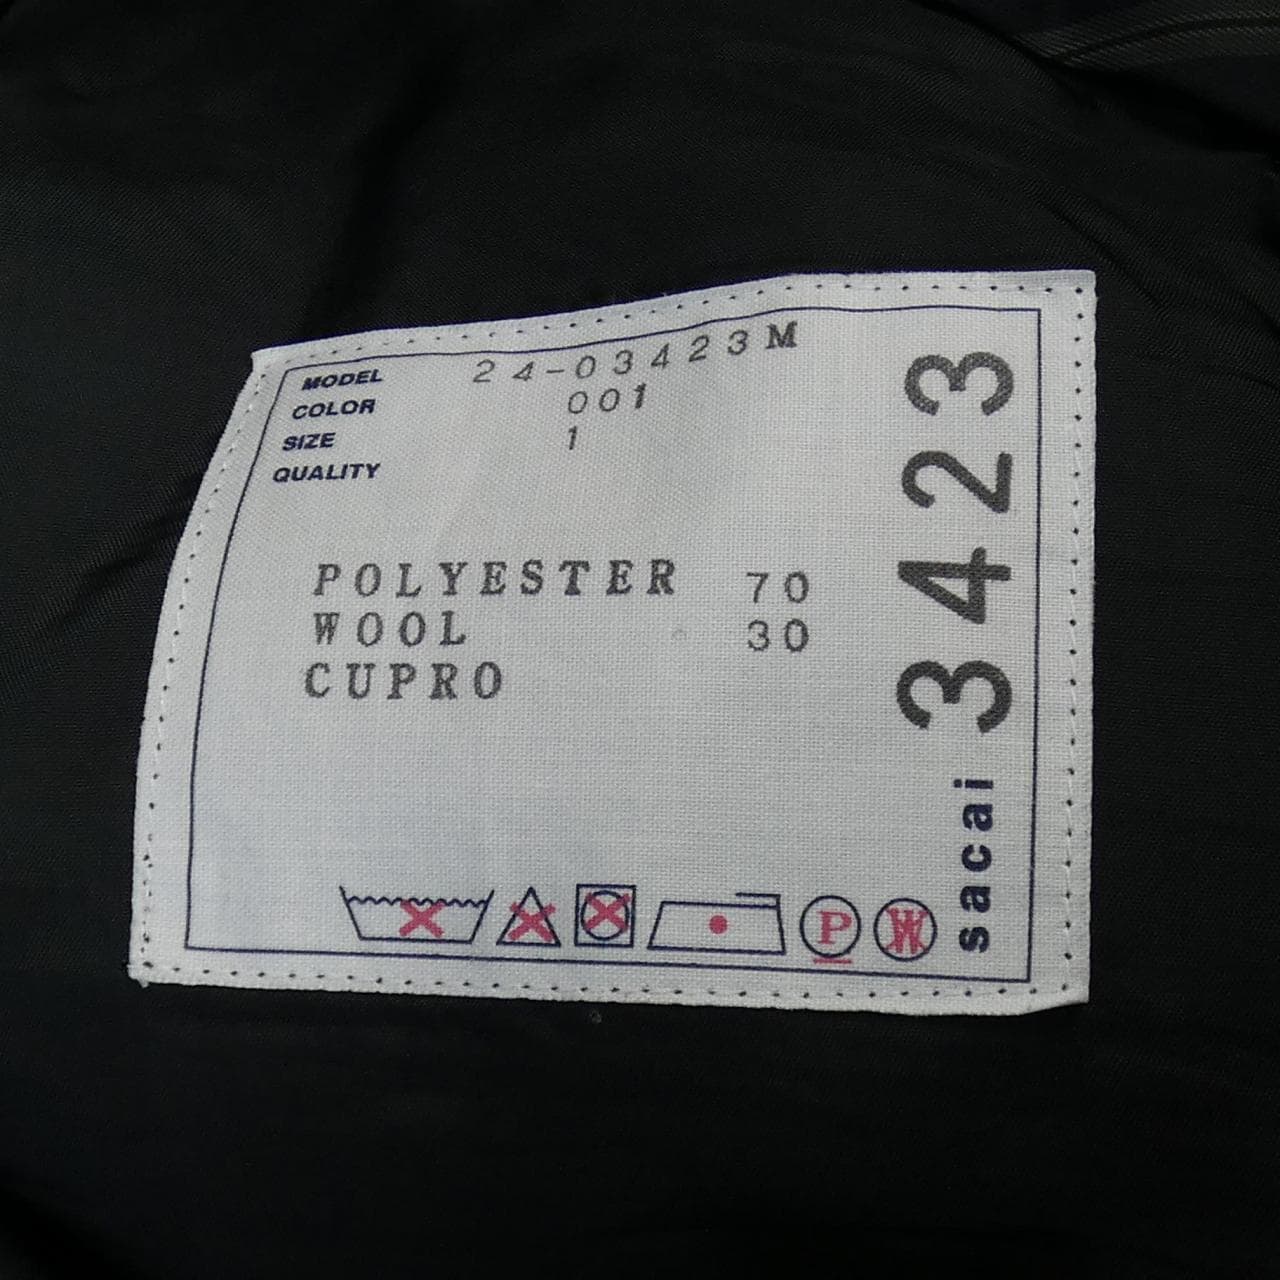 MODEL 24-03423M
COLOR 001
SIZE 1
QUALITY
POLYESTER 70
WOOL 30
CUPRO
P
W
sacai 3423